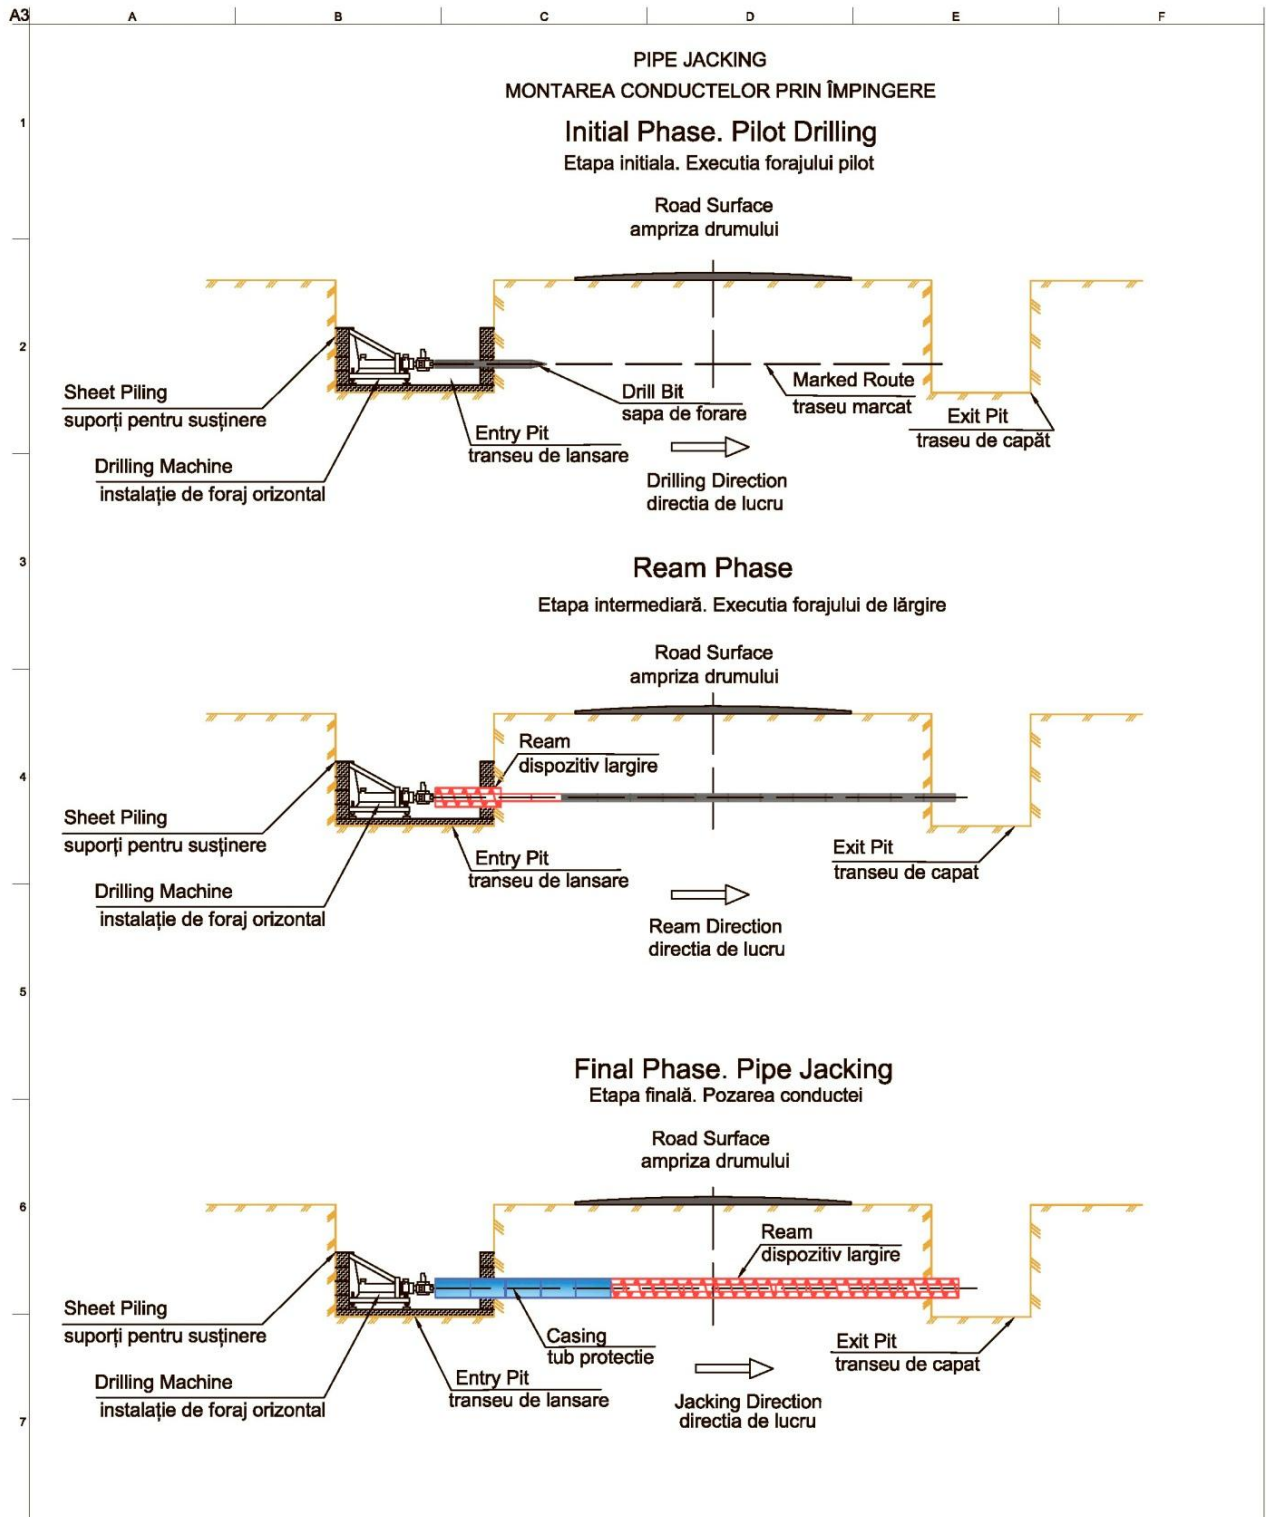 A3
A
B
C
D
E
F
PIPE JACKING
MONTAREA CONDUCTELOR PRIN ÎMPINGERE
1
Initial Phase. Pilot Drilling
Etapa initiala. Executia forajului pilot
Road Surface
ampriza drumului
2
Sheet Piling
suporți pentru susținere
Drilling Machine
instalație de foraj orizontal
Entry Pit
transeu de lansare
Drill Bit
sapa de forare
Marked Route
traseu marcat
Exit Pit
traseu de capăt
Drilling Direction
directia de lucru
3
Ream Phase
Etapa intermediară. Executia forajului de lărgire
Road Surface
ampriza drumului
Ream
dispozitiv largire
4
Sheet Piling
suporți pentru susținere
Drilling Machine
instalație de foraj orizontal
Entry Pit
transeu de lansare
Exit Pit
transeu de capat
Ream Direction
directia de lucru
5
Final Phase. Pipe Jacking
Etapa finală. Pozarea conductei
Road Surface
ampriza drumului
6
Ream
dispozitiv largire
Sheet Piling
suporți pentru susținere
Drilling Machine
instalație de foraj orizontal
Casing
tub protectie
Entry Pit
transeu de lansare
Exit Pit
transeu de capat
Jacking Direction
directia de lucru
7